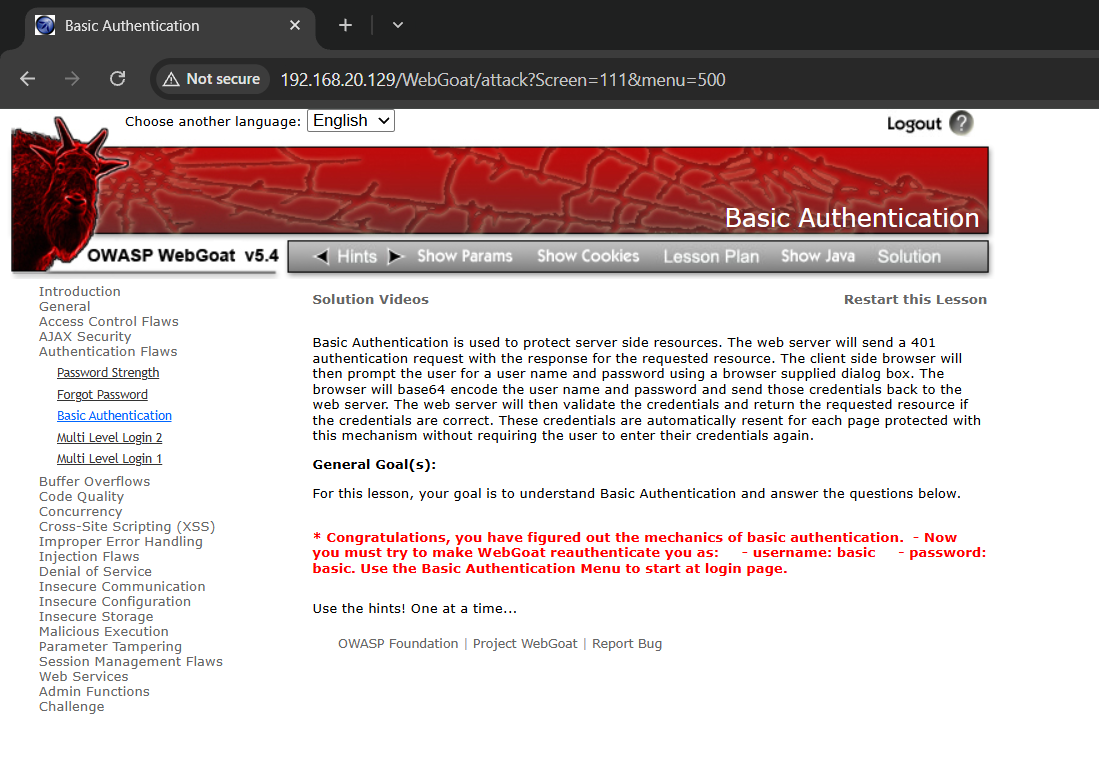 Basic Authentication
Not secure
192.168.20.129/WebGoat/attack?Screen=111&menu=500
Choose another language: English
Logout ?
Basic Authentication
OWASP WebGoat v5.4
Hints Show Params Show Cookies Lesson Plan Show Java Solution
Introduction
General
Access Control Flaws
AJAX Security
Authentication Flaws
Password Strength
Forgot Password
Basic Authentication
Multi Level Login 2
Multi Level Login 1
Buffer Overflows
Code Quality
Concurrency
Cross-Site Scripting (XSS)
Improper Error Handling
Injection Flaws
Denial of Service
Insecure Communication
Insecure Configuration
Insecure Storage
Malicious Execution
Parameter Tampering
Session Management Flaws
Web Services
Admin Functions
Challenge
Solution Videos
Restart this Lesson
Basic Authentication is used to protect server side resources. The web server will send a 401
authentication request with the response for the requested resource. The client side browser will
then prompt the user for a user name and password using a browser supplied dialog box. The
browser will base64 encode the user name and password and send those credentials back to the
web server. The web server will then validate the credentials and return the requested resource if
the credentials are correct. These credentials are automatically resent for each page protected with
this mechanism without requiring the user to enter their credentials again.
General Goal(s):
For this lesson, your goal is to understand Basic Authentication and answer the questions below.
* Congratulations, you have figured out the mechanics of basic authentication. - Now
you must try to make WebGoat reauthenticate you as: - username: basic - password:
basic. Use the Basic Authentication Menu to start at login page.
Use the hints! One at a time...
OWASP Foundation | Project WebGoat | Report Bug